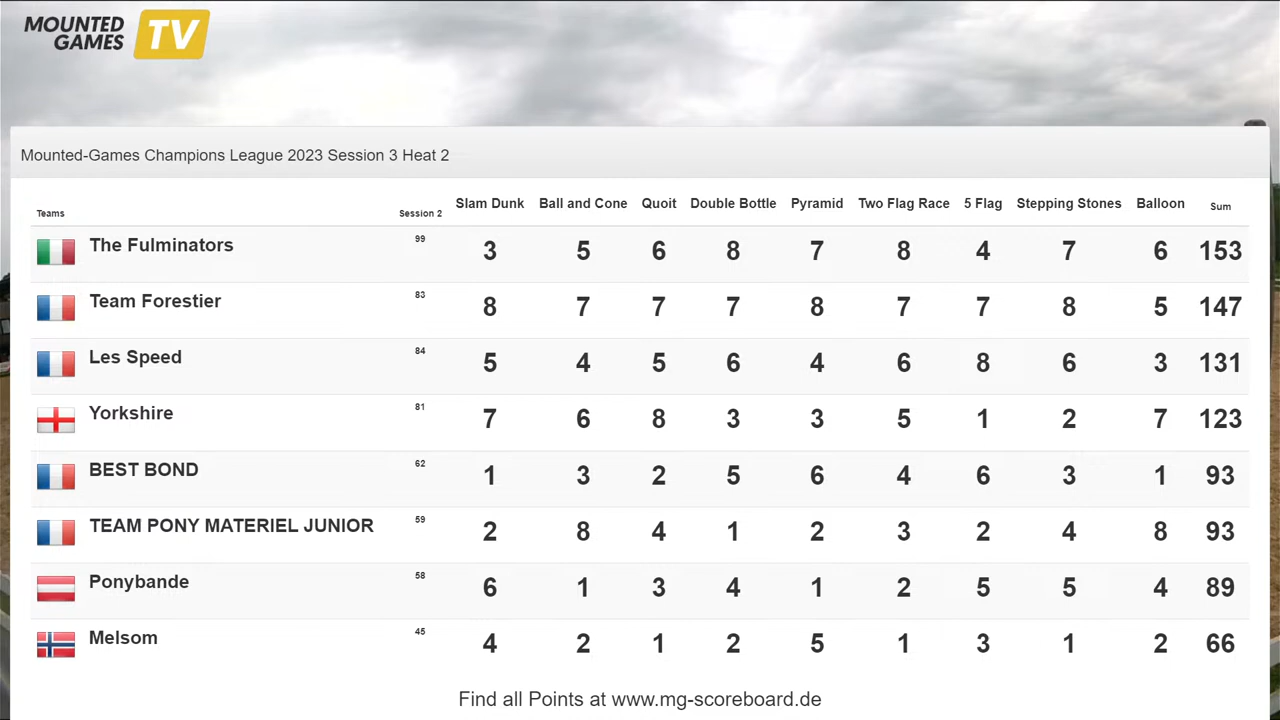 MOUNTED
GAMES TV
Mounted-Games Champions League 2023 Session 3 Heat 2
Teams Session 2 Slam Dunk Ball and Cone Quoit Double Bottle Pyramid Two Flag Race 5 Flag Stepping Stones Balloon Sum
The Fulminators 99 3 5 6 8 7 8 4 7 6 153
Team Forestier 83 8 7 7 7 8 7 7 8 5 147
Les Speed 84 5 4 5 6 4 6 8 6 3 131
Yorkshire 81 7 6 8 3 3 5 1 2 7 123
BEST BOND 62 1 3 2 5 6 4 6 3 1 93
TEAM PONY MATERIEL JUNIOR 59 2 8 4 1 2 3 2 4 8 93
Ponybande 58 6 1 3 4 1 2 5 5 4 89
Melsom 45 4 2 1 2 5 1 3 1 2 66
Find all Points at www.mg-scoreboard.de